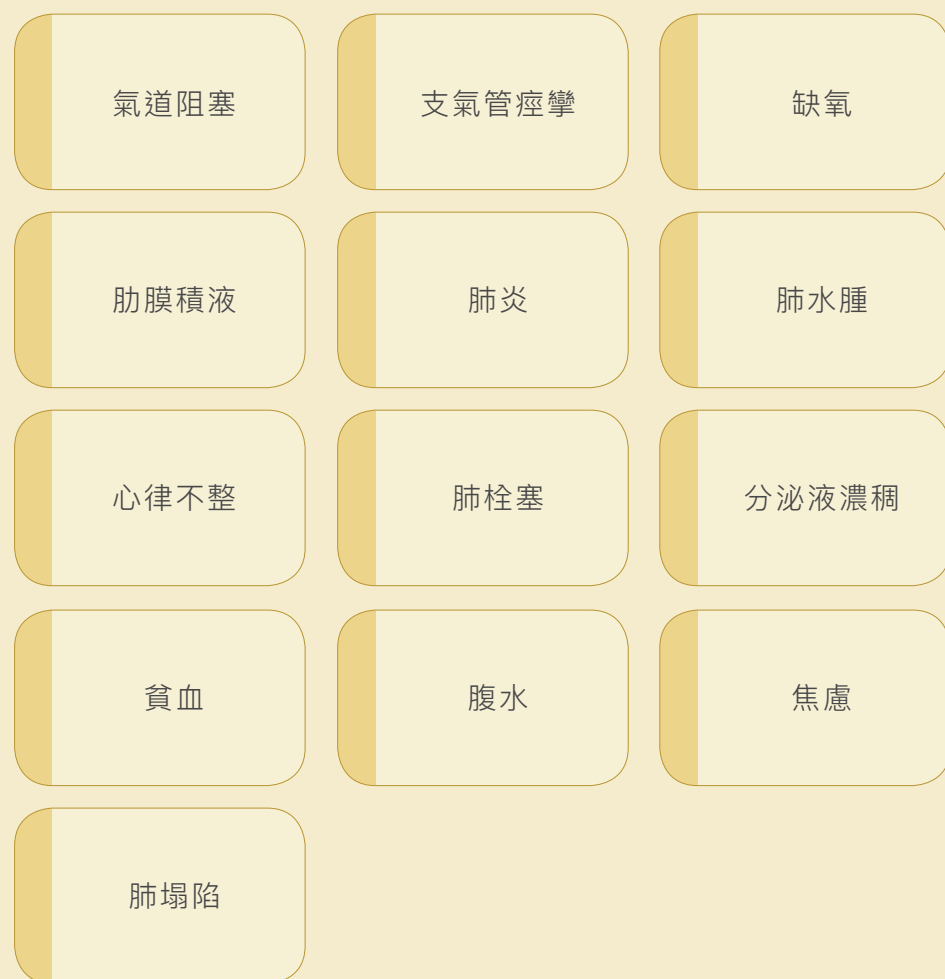 氣道阻塞
支氣管痙攣
缺氧
肋膜積液
肺炎
肺水腫
心律不整
肺栓塞
分泌液濃稠
貧血
腹水
焦慮
肺塌陷